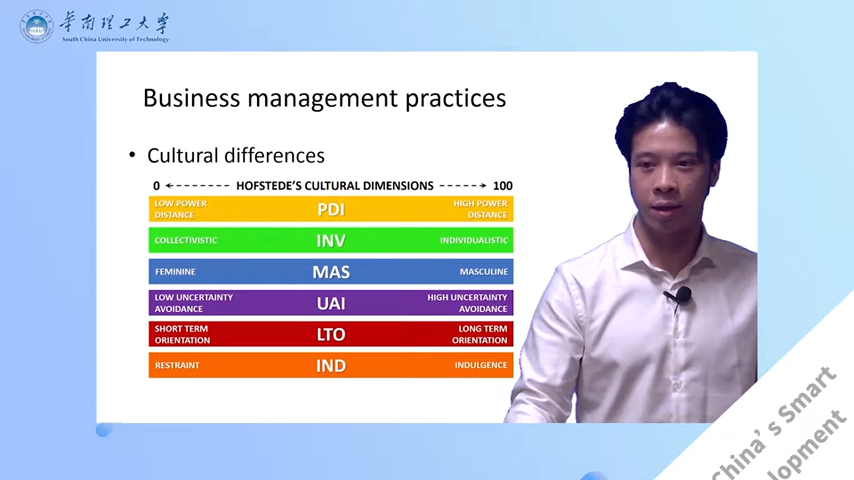 華南理工大学
South China University of Technology
Business management practices
• Cultural differences
0 HOFSTEDE'S CULTURAL DIMENSIONS 100
LOW POWER DISTANCE PDI HIGH POWER DISTANCE
COLLECTIVISTIC INV INDIVIDUALISTIC
FEMININE MAS MASCULINE
LOW UNCERTAINTY AVOIDANCE UAI HIGH UNCERTAINTY AVOIDANCE
SHORT TERM ORIENTATION LTO LONG TERM ORIENTATION
RESTRAINT IND INDULGENCE
China's Smart